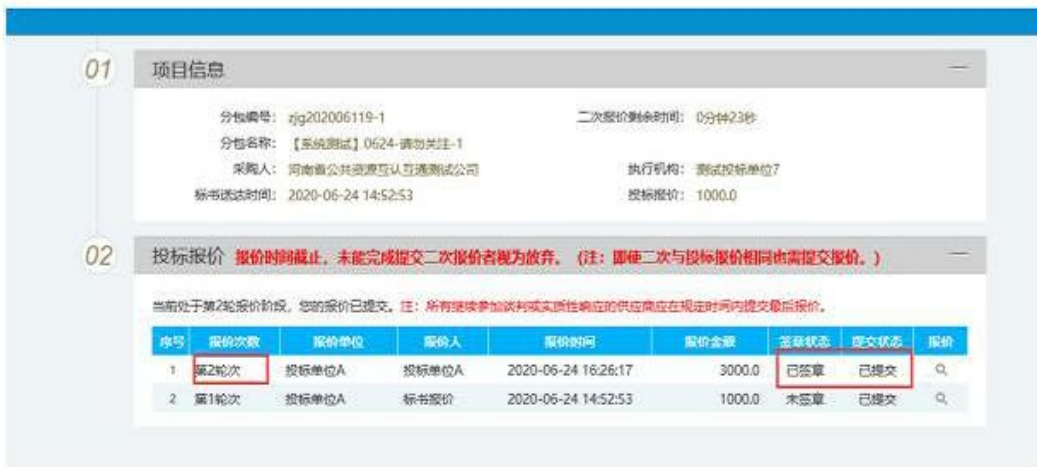 01 项目信息
分包编号： zjg202006119-1 二次报价剩余时间： 0分钟23秒
分包名称： 【系统测试】0624-请勿关注-1
采购人： 河南省公共资源互认互通测试公司 执行机构： 测试投标单位7
标书送达时间： 2020-06-24 14:52:53 投标报价： 1000.0
02 投标报价 报价时间截止，未能完成提交二次报价者视为放弃。（注：即使二次与投标报价相同也需提交报价。）
当前处于第2轮报价阶段，您的报价已提交。注：所有继续参加谈判或实质性响应的供应商应在规定时间内提交最后报价。
序号 报价次数 报价单位 报价人 报价时间 报价金额 签章状态 提交状态 报价
1 第2轮次 投标单位A 投标单位A 2020-06-24 16:26:17 3000.0 已签章 已提交
2 第1轮次 投标单位A 标书报价 2020-06-24 14:52:53 1000.0 未签章 已提交